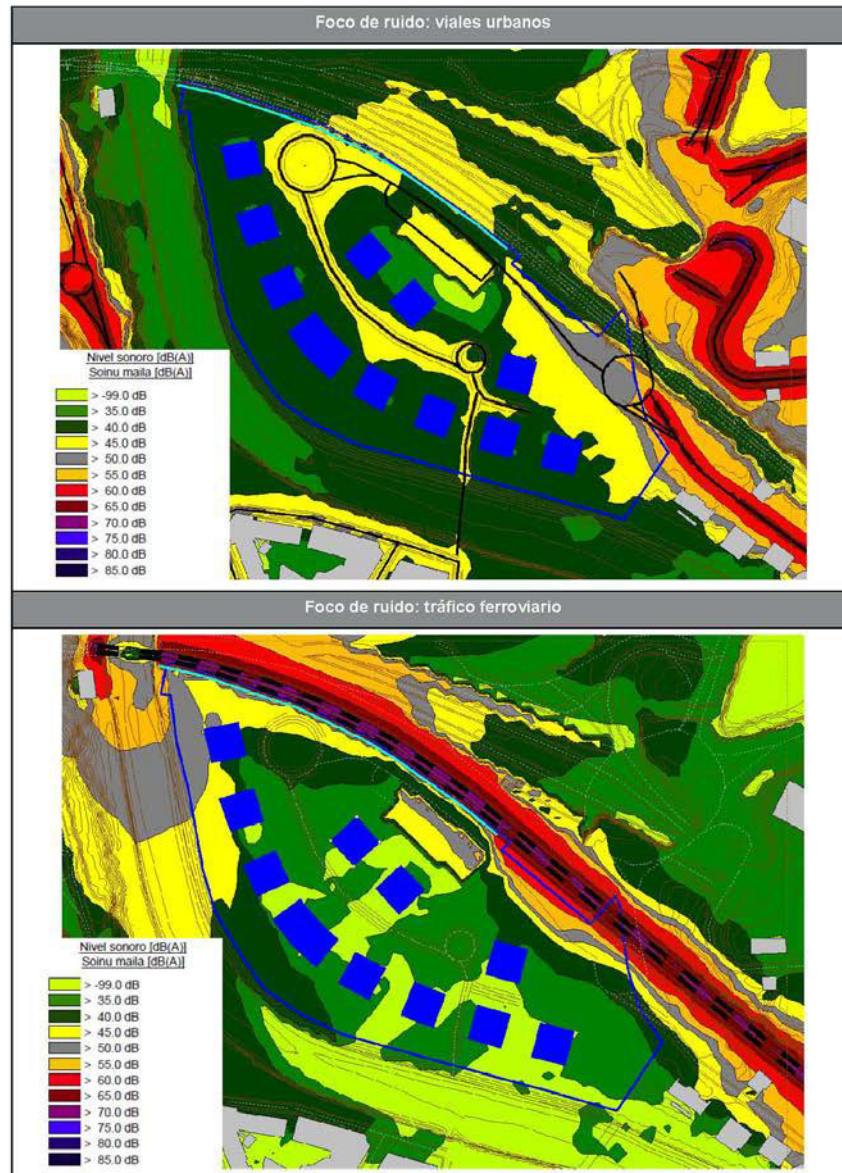 Foco de ruido: viales urbanos
Nivel sonoro [dB(A)]
Soinu maila [dB(A)]
> -99.0 dB
> 35.0 dB
> 40.0 dB
> 45.0 dB
> 50.0 dB
> 55.0 dB
> 60.0 dB
> 65.0 dB
> 70.0 dB
> 75.0 dB
> 80.0 dB
> 85.0 dB
Foco de ruido: tráfico ferroviario
Nivel sonoro [dB(A)]
Soinu maila [dB(A)]
> -99.0 dB
> 35.0 dB
> 40.0 dB
> 45.0 dB
> 50.0 dB
> 55.0 dB
> 60.0 dB
> 65.0 dB
> 70.0 dB
> 75.0 dB
> 80.0 dB
> 85.0 dB